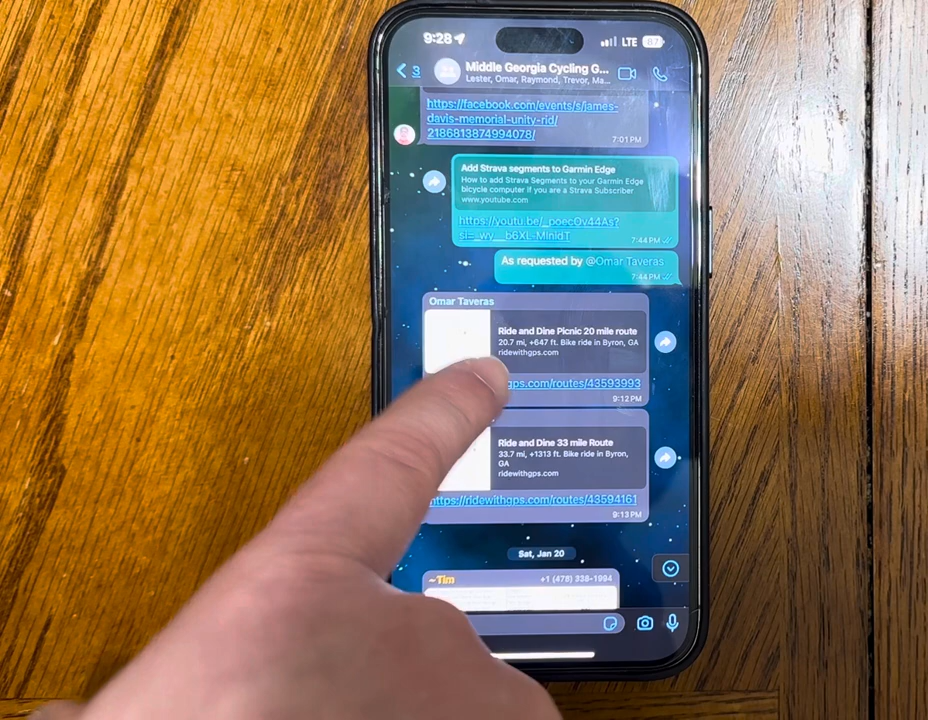 9:28
LTE
87
3
Middle Georgia Cycling G...
Lester, Omar, Raymond, Trevor, Ma...
https://facebook.com/events/s/james-
davis-memorial-unity-rid/
2186813874994078/
7:01 PM
Add Strava segments to Garmin Edge
How to add Strava Segments to your Garmin Edge
bicycle computer if you are a Strava Subscriber
www.youtube.com
https://youtu.be/_poecOv44As?
7:44 PM
As requested by @Omar Taveras
7:44 PM
Omar Taveras
Ride and Dine Picnic 20 mile route
20.7 mi, +647 ft. Bike ride in Byron, GA
ridewithgps.com
gps.com/routes/43593993
9:12 PM
Ride and Dine 33 mile Route
33.7 mi, +1313 ft. Bike ride in Byron,
GA
ridewithgps.com
https://ridewithgps.com/routes/43594161
9:13 PM
Sat, Jan 20
~Tim
+1 (478) 338-1994